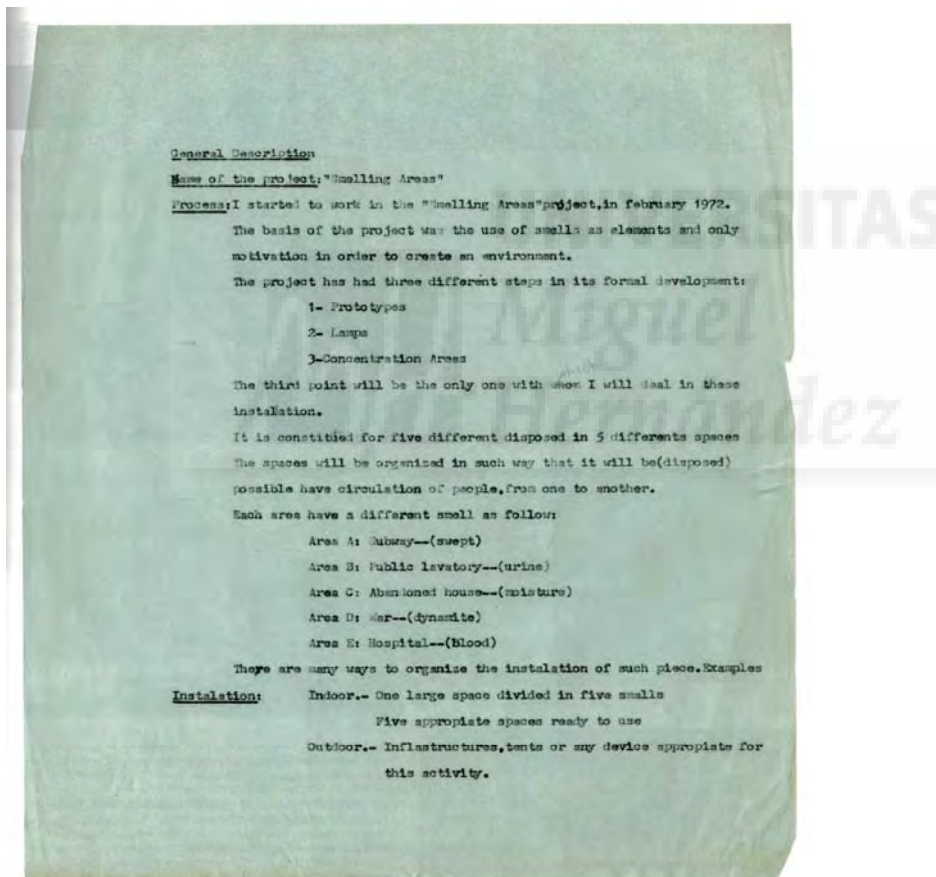 General Description
Name of the project:"Smelling Areas"
Process:I started to work in the "Smelling Areas"project,in february 1972.
The basis of the project was the use of smells as elements and only
motivation in order to create an environment.
The project has had three different steps in its formal development:
1- Prototypes
2- Lamps
3-Concentration Areas
which
The third point will be the only one with whom I will deal in these
instalation.
It is constitued for five different disposed in 5 differents spaces
The spaces will be organized in such way that it will be(disposed)
possible have circulation of people,from one to another.
Each area have a different smell as follow:
Area A: Subway--(swept)
Area B: Public lavatory--(urine)
Area C: Abandoned house--(moisture)
Area D: War--(dynamite)
Area E: Hospital--(Blood)
There are many ways to organize the instalation of such piece.Examples
Instalation: Indoor.- One large space divided in five smalls
Five appropiate spaces ready to use
Outdoor.- Inflastructures,tents or any device appropiate for
this activity.
UNIVERSITAS
Miguel
Hernández